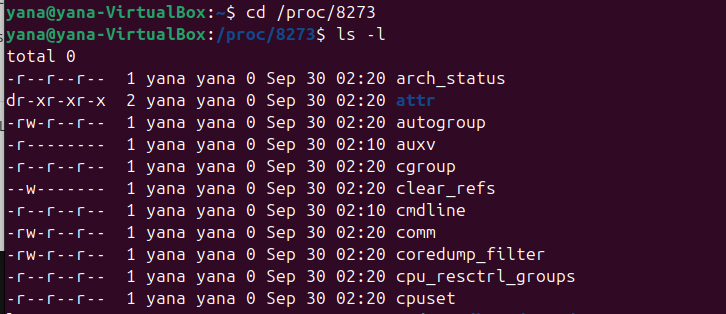 yana@yana-VirtualBox:~$ cd /proc/8273
yana@yana-VirtualBox:/proc/8273$ ls -l
total 0
-r--r--r--  1 yana yana 0 Sep 30 02:20 arch_status
dr-xr-xr-x  2 yana yana 0 Sep 30 02:20 attr
-rw-r--r--  1 yana yana 0 Sep 30 02:20 autogroup
-r--------  1 yana yana 0 Sep 30 02:10 auxv
-r--r--r--  1 yana yana 0 Sep 30 02:20 cgroup
--w-------  1 yana yana 0 Sep 30 02:20 clear_refs
-r--r--r--  1 yana yana 0 Sep 30 02:10 cmdline
-rw-r--r--  1 yana yana 0 Sep 30 02:20 comm
-rw-r--r--  1 yana yana 0 Sep 30 02:20 coredump_filter
-r--r--r--  1 yana yana 0 Sep 30 02:20 cpu_resctrl_groups
-r--r--r--  1 yana yana 0 Sep 30 02:20 cpuset